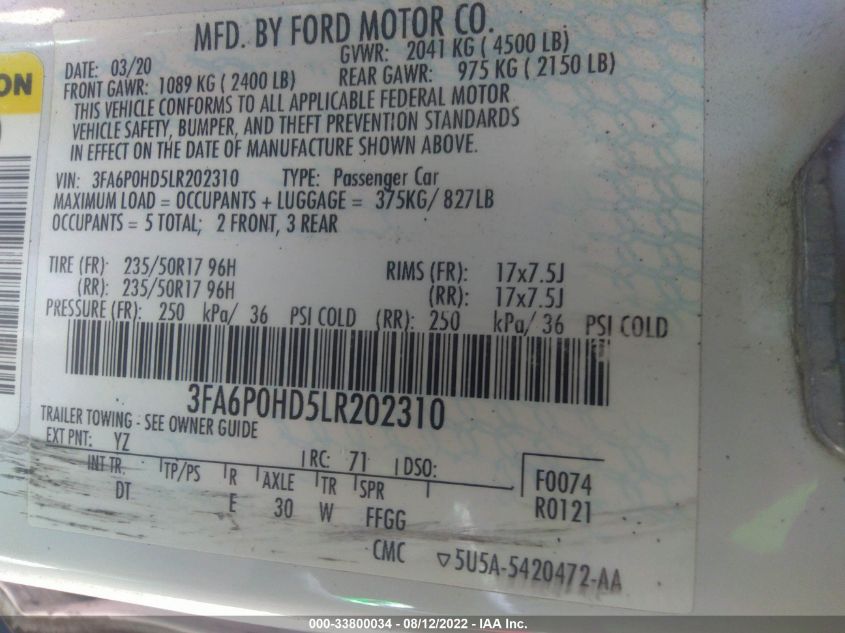 MFD. BY FORD MOTOR CO.
DATE: 03/20 GVWR: 2041 KG ( 4500 LB)
FRONT GAWR: 1089 KG ( 2400 LB) REAR GAWR: 975 KG ( 2150 LB)
THIS VEHICLE CONFORMS TO ALL APPLICABLE FEDERAL MOTOR
VEHICLE SAFETY, BUMPER, AND THEFT PREVENTION STANDARDS
IN EFFECT ON THE DATE OF MANUFACTURE SHOWN ABOVE.
VIN: 3FA6P0HD5LR202310 TYPE: Passenger Car
MAXIMUM LOAD = OCCUPANTS + LUGGAGE = 375KG/ 827LB
OCCUPANTS = 5 TOTAL; 2 FRONT, 3 REAR
TIRE (FR): 235/50R17 96H RIMS (FR): 17x7.5J
(RR): 235/50R17 96H (RR): 17x7.5J
PRESSURE (FR): 250 kPa/ 36 PSI COLD (RR): 250 kPa/ 36 PSI COLD
3FA6P0HD5LR202310
TRAILER TOWING - SEE OWNER GUIDE
EXT PNT: YZ RC: 71 DSO:
INT TR. TP/PS R AXLE TR SPR F0074
DT E 30 W FFGG R0121
CMC ▽5U5A-5420472-AA
ON
000-33800034 - 08/12/2022 - USA Inc.